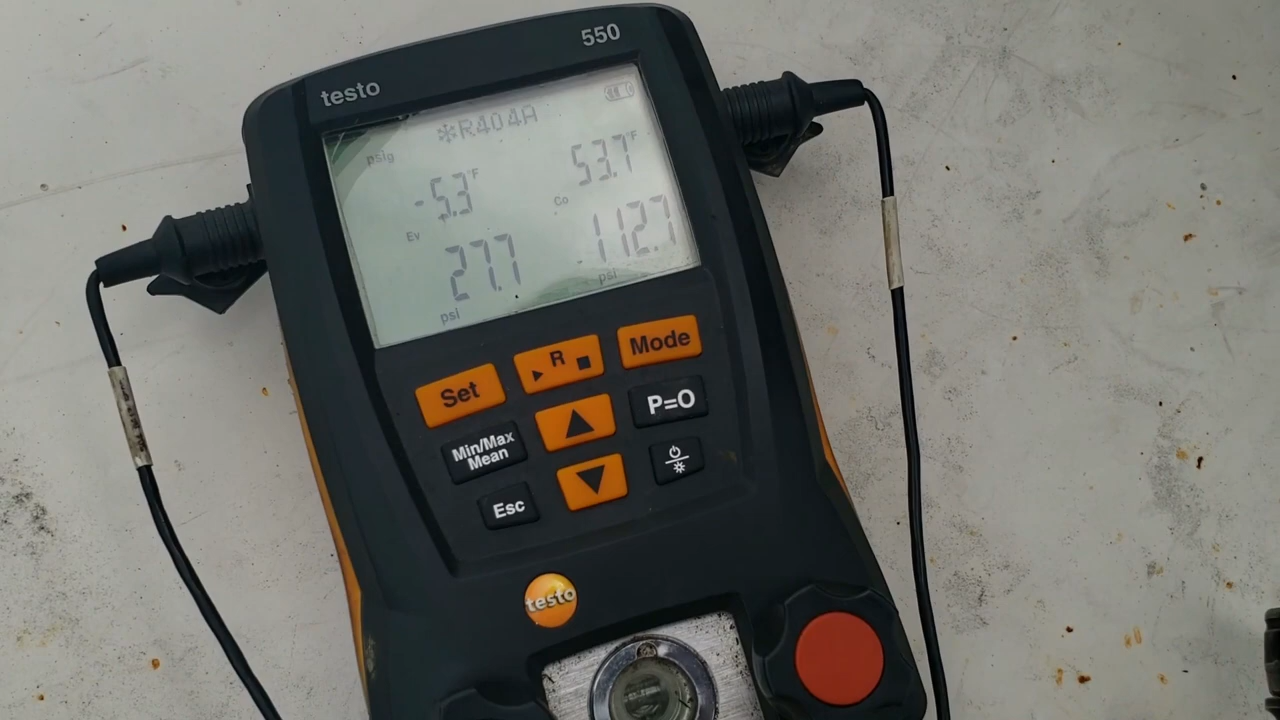 testo
550
*R404A
psig
-5.3°F
53.7°F
Ev
Co
27.7
112.7
psi
psi
Set
R
Mode
Min/Max
Mean
P=O
Esc
testo